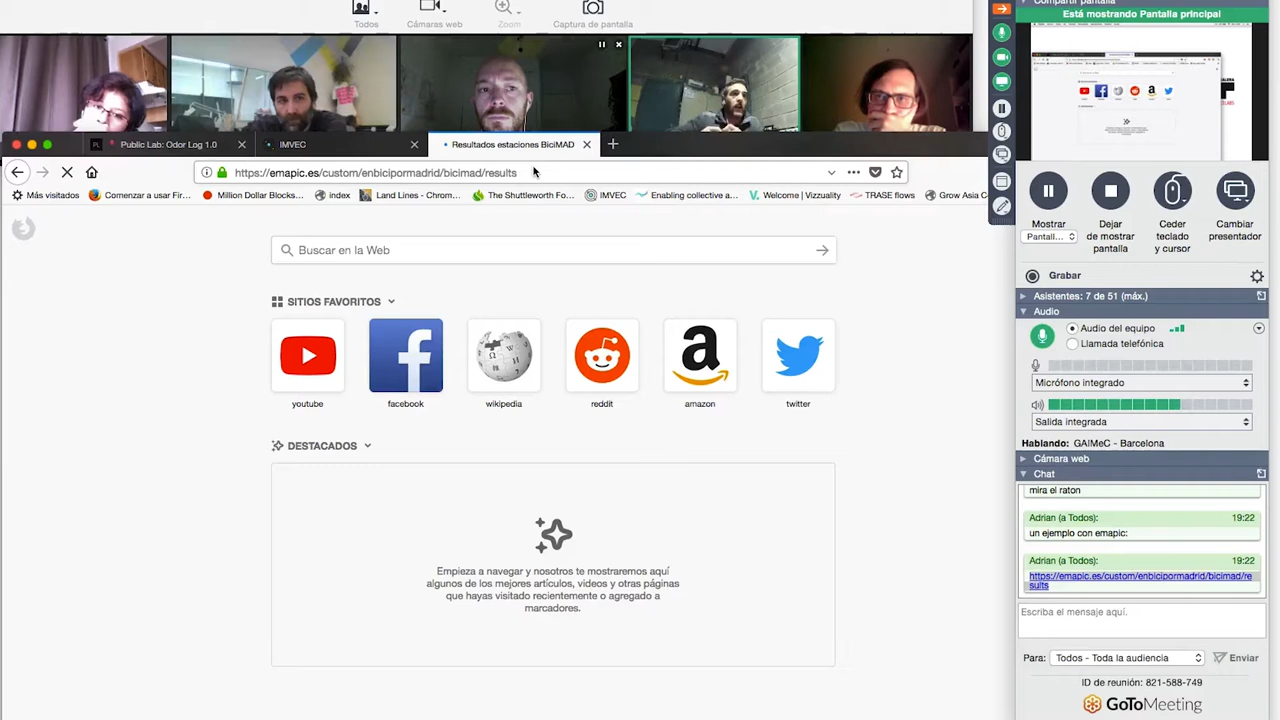 Todos
Cámaras web
Zoom
Captura de pantalla
Está mostrando Pantalla principal
Public Lab: Odor Log 1.0
IMVEC
Resultados estaciones BiciMAD
https://emapic.es/custom/enbicipormadrid/bicimad/results
Más visitados
Comenzar a usar Fir...
Million Dollar Blocks...
index
Land Lines - Chrom...
The Shuttleworth Fo...
IMVEC
Enabling collective a...
Welcome | Vizzuality
TRASE flows
Grow Asia Co
Buscar en la Web
SITIOS FAVORITOS
youtube
facebook
wikipedia
reddit
amazon
twitter
DESTACADOS
Empieza a navegar y nosotros te mostraremos aquí
algunos de los mejores artículos, videos y otras páginas
que hayas visitado recientemente o agregado a
marcadores.
Mostrar
Pantall...
Dejar
de mostrar
pantalla
Ceder
teclado
y cursor
Cambiar
presentador
Grabar
Asistentes: 7 de 51 (máx.)
Audio
Audio del equipo
Llamada telefónica
Micrófono integrado
Salida integrada
Hablando: GAIMeC - Barcelona
Cámara web
Chat
mira el raton
Adrian (a Todos): 19:22
un ejemplo con emapic:
Adrian (a Todos): 19:22
https://emapic.es/custom/enbicipormadrid/bicimad/re
sults
Escriba el mensaje aquí.
Para: Todos - Toda la audiencia
Enviar
ID de reunión: 821-588-749
GoToMeeting